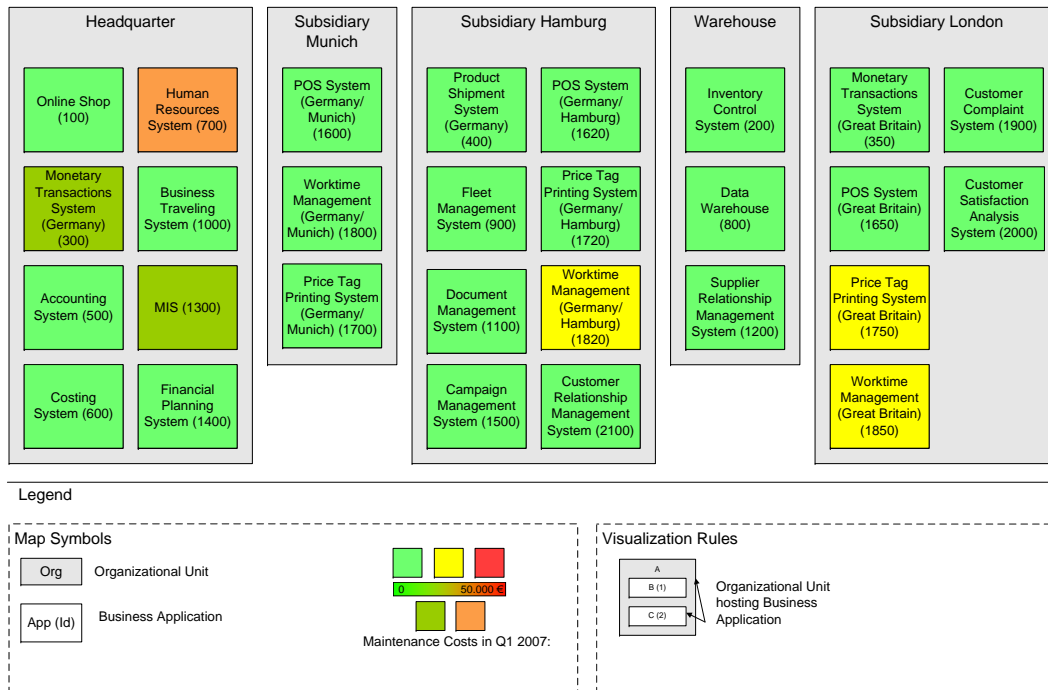 Headquarter
Online Shop
(100)
Human
Resources
System (700)
Monetary
Transactions
System
(Germany)
(300)
Business
Traveling
System (1000)
Accounting
System (500)
MIS (1300)
Costing
System (600)
Financial
Planning
System (1400)
Subsidiary
Munich
POS System
(Germany/
Munich)
(1600)
Worktime
Management
(Germany/
Munich) (1800)
Price Tag
Printing System
(Germany/
Munich) (1700)
Subsidiary Hamburg
Product
Shipment
System
(Germany)
(400)
POS System
(Germany/
Hamburg)
(1620)
Fleet
Management
System (900)
Price Tag
Printing System
(Germany/
Hamburg)
(1720)
Document
Management
System (1100)
Worktime
Management
(Germany/
Hamburg)
(1820)
Campaign
Management
System (1500)
Customer
Relationship
Management
System (2100)
Warehouse
Inventory
Control
System (200)
Data
Warehouse
(800)
Supplier
Relationship
Management
System (1200)
Subsidiary London
Monetary
Transactions
System
(Great Britain)
(350)
Customer
Complaint
System (1900)
POS System
(Great Britain)
(1650)
Customer
Satisfaction
Analysis
System (2000)
Price Tag
Printing System
(Great Britain)
(1750)
Worktime
Management
(Great Britain)
(1850)
Legend
Map Symbols
Org
Organizational Unit
App (Id)
Business Application
0 50.000 €
Maintenance Costs in Q1 2007:
Visualization Rules
A
B (1)
C (2)
Organizational Unit
hosting Business
Application